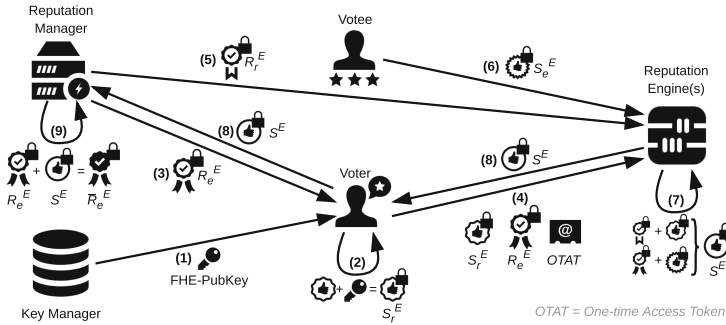 Reputation
Manager
Votee
(5) R_r^E
(6) S_e^E
Reputation
Engine(s)
(9)
(8) S^E
(3) R_e^E
(8) S^E
+ =
R_e^E S^E R̄_e^E
Voter
(4)
(7)
@
S_r^E R_e^E OTAT
+
+
S^E
(1)
FHE-PubKey
(2)
+ =
S_r^E
Key Manager
OTAT = One-time Access Token